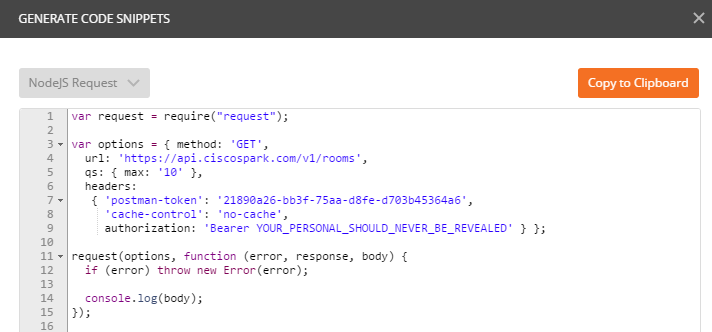 GENERATE CODE SNIPPETS
NodeJS Request
Copy to Clipboard
1 var request = require("request");
2
3 var options = { method: 'GET',
4   url: 'https://api.ciscospark.com/v1/rooms',
5   qs: { max: '10' },
6   headers:
7    { 'postman-token': '21890a26-bb3f-75aa-d8fe-d703b45364a6',
8      'cache-control': 'no-cache',
9      authorization: 'Bearer YOUR_PERSONAL_SHOULD_NEVER_BE_REVEALED' } };
10
11 request(options, function (error, response, body) {
12   if (error) throw new Error(error);
13
14   console.log(body);
15 });
16